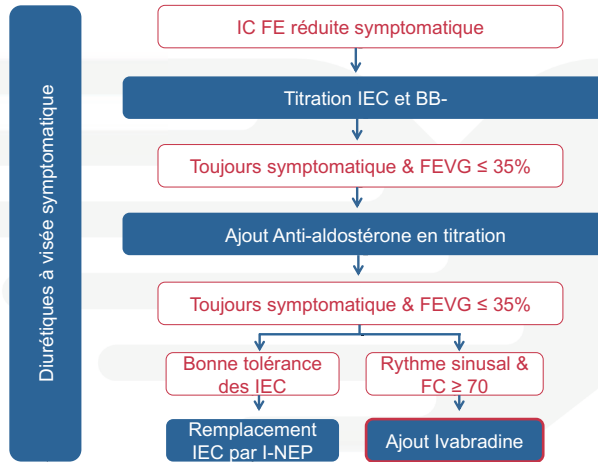 Diurétiques à visée symptomatique
IC FE réduite symptomatique
Titration IEC et BB-
Toujours symptomatique & FEVG ≤ 35%
Ajout Anti-aldostérone en titration
Toujours symptomatique & FEVG ≤ 35%
Bonne tolérance
des IEC
Rythme sinusal &
FC ≥ 70
Remplacement
IEC par I-NEP
Ajout Ivabradine